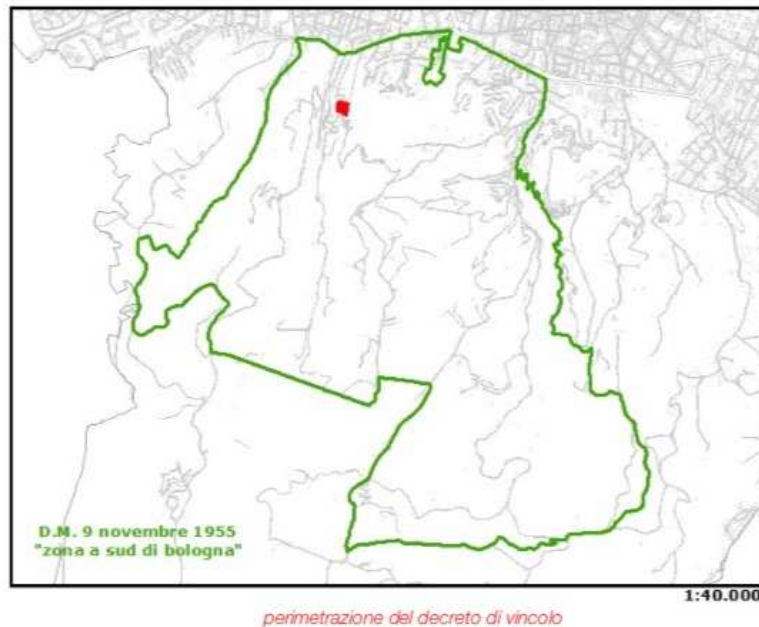 D.M. 9 novembre 1955
"zona a sud di bologna"
1:40.000
perimetrazione del decreto di vincolo